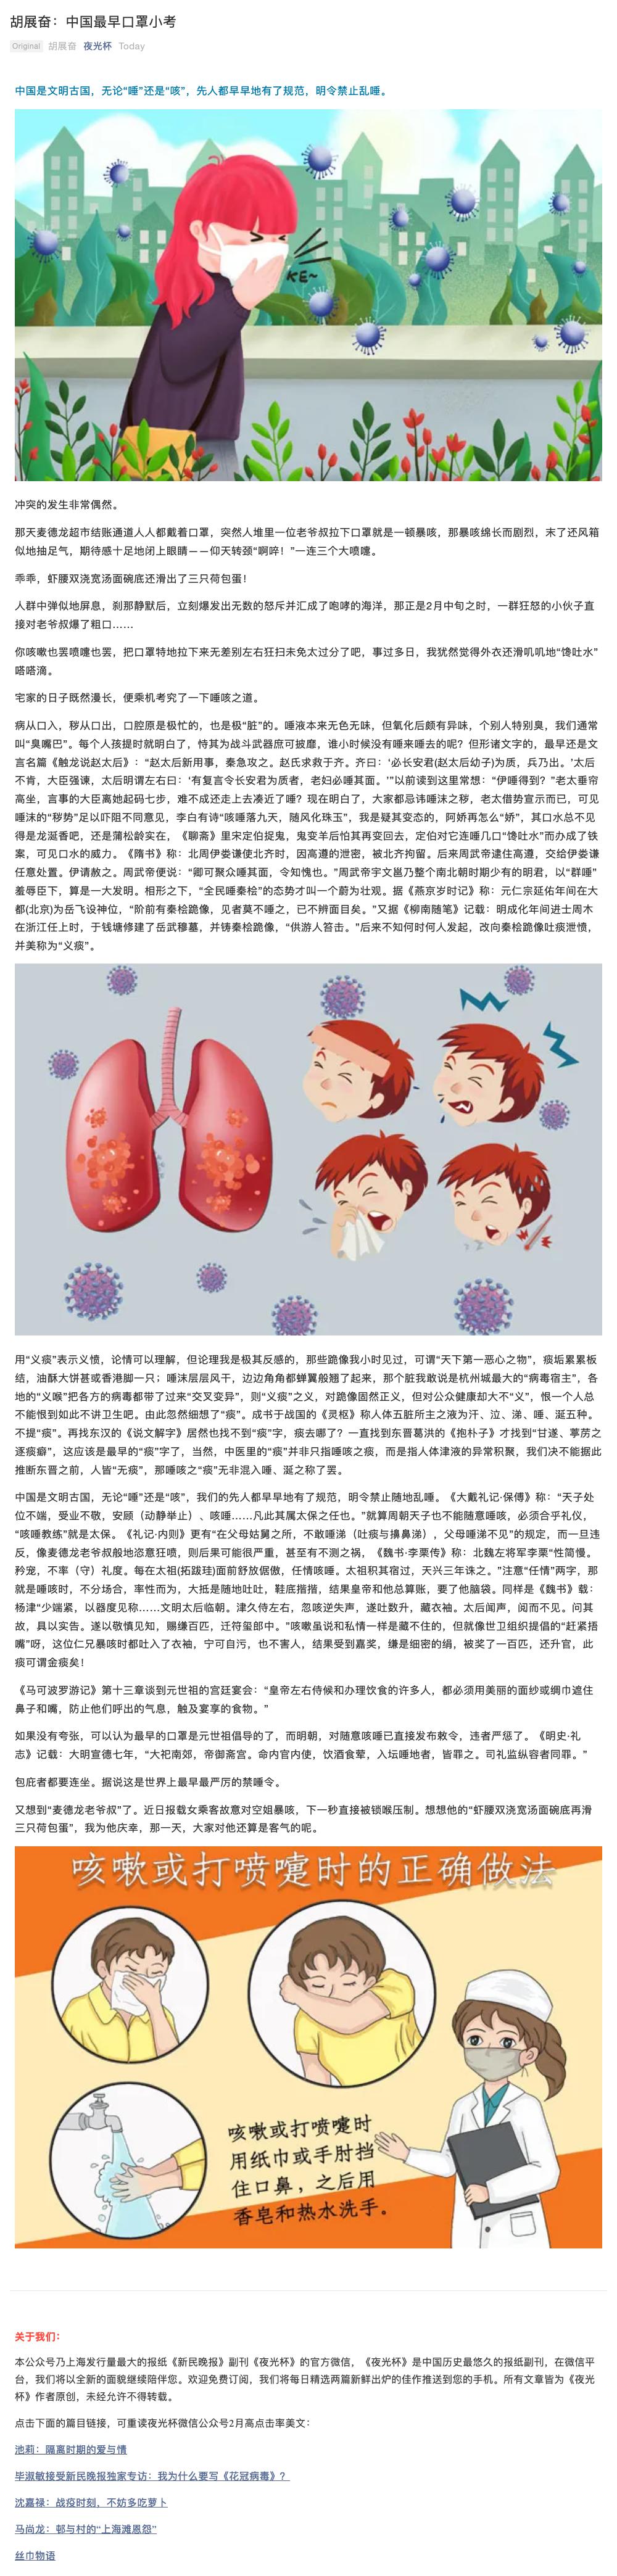 胡展奋：中国最早口罩小考
Original 胡展奋 夜光杯 Today
中国是文明古国，无论“唾”还是“咳”，先人都早早地有了规范，明令禁止乱唾。
KE~
冲突的发生非常偶然。
那天麦德龙超市结账通道人人都戴着口罩，突然人堆里一位老爷叔拉下口罩就是一顿暴咳，那暴咳绵长而剧烈，末了还风箱
似地抽足气，期待感十足地闭上眼睛——仰天转颈“啊啐！”一连三个大喷嚏。
乖乖，虾腰双浇宽汤面碗底还滑出了三只荷包蛋！
人群中弹似地屏息，刹那静默后，立刻爆发出无数的怒斥并汇成了咆哮的海洋，那正是2月中旬之时，一群狂怒的小伙子直
接对老爷叔爆了粗口……
你咳嗽也罢喷嚏也罢，把口罩特地拉下来无差别左右狂扫未免太过分了吧，事过多日，我犹然觉得外衣还滑叽叽地“馋吐水”
嗒嗒滴。
宅家的日子既然漫长，便乘机考究了一下唾咳之道。
病从口入，秽从口出，口腔原是极忙的，也是极“脏”的。唾液本来无色无味，但氧化后颇有异味，个别人特别臭，我们通常
叫“臭嘴巴”。每个人孩提时就明白了，恃其为战斗武器庶可披靡，谁小时候没有唾来唾去的呢？但形诸文字的，最早还是文
言名篇《触龙说赵太后》：“赵太后新用事，秦急攻之。赵氏求救于齐。齐曰：‘必长安君(赵太后幼子)为质，兵乃出。’太后
不肯，大臣强谏，太后明谓左右曰：‘有复言令长安君为质者，老妇必唾其面。’”以前读到这里常想：“伊唾得到？”老太垂帘
高坐，言事的大臣离她起码七步，难不成还走上去凑近了唾？现在明白了，大家都忌讳唾沫之秽，老太借势宣示而已，可见
唾沫的“秽势”足以吓阻不同意见，李白有诗“咳唾落九天，随风化珠玉”，我是疑其变态的，阿娇再怎么“娇”，其口水总不见
得是龙涎香吧，还是蒲松龄实在，《聊斋》里宋定伯捉鬼，鬼变羊后怕其再变回去，定伯对它连唾几口“馋吐水”而办成了铁
案，可见口水的威力。《隋书》称：北周伊娄谦使北齐时，因高遵的泄密，被北齐拘留。后来周武帝逮住高遵，交给伊娄谦
任意处置。伊请赦之。周武帝便说：“卿可聚众唾其面，令知愧也。”周武帝宇文邕乃整个南北朝时期少有的明君，以“群唾”
羞辱臣下，算是一大发明。相形之下，“全民唾秦桧”的态势才叫一个蔚为壮观。据《燕京岁时记》称：元仁宗延佑年间在大
都(北京)为岳飞设神位，“阶前有秦桧跪像，见者莫不唾之，已不辨面目矣。”又据《柳南随笔》记载：明成化年间进士周木
在浙江任上时，于钱塘修建了岳武穆墓，并铸秦桧跪像，“供游人笞击。”后来不知何时何人发起，改向秦桧跪像吐痰泄愤，
并美称为“义痰”。
用“义痰”表示义愤，论情可以理解，但论理我是极其反感的，那些跪像我小时见过，可谓“天下第一恶心之物”，痰垢累累板
结，油酥大饼甚或香港脚一只；唾沫层层风干，边边角角都蝉翼般翘了起来，那个脏我敢说是杭州城最大的“病毒宿主”，各
地的“义喉”把各方的病毒都带了过来“交叉变异”，则“义痰”之义，对跪像固然正义，但对公众健康却大不“义”，恨一个人总
不能恨到如此不讲卫生吧。由此忽然细想了“痰”。成书于战国的《灵枢》称人体五脏所主之液为汗、泣、涕、唾、涎五种。
不提“痰”。再找东汉的《说文解字》居然也找不到“痰”字，痰去哪了？一直找到东晋葛洪的《抱朴子》才找到“甘遂、葶苈之
逐痰癖”，这应该是最早的“痰”字了，当然，中医里的“痰”并非只指唾咳之痰，而是指人体津液的异常积聚，我们决不能据此
推断东晋之前，人皆“无痰”，那唾咳之“痰”无非混入唾、涎之称了罢。
中国是文明古国，无论“唾”还是“咳”，我们的先人都早早地有了规范，明令禁止随地乱唾。《大戴礼记·保傅》称：“天子处
位不端，受业不敬，安顾（动静举止）、咳唾……凡此其属太保之任也。”就算周朝天子也不能随意唾咳，必须合乎礼仪，
“咳唾教练”就是太保。《礼记·内则》更有“在父母姑舅之所，不敢唾涕（吐痰与擤鼻涕），父母唾涕不见”的规定，而一旦违
反，像麦德龙老爷叔般地恣意狂喷，则后果可能很严重，甚至有不测之祸，《魏书·李栗传》称：北魏左将军李栗“性简慢。
矜宠，不率（守）礼度。每在太祖(拓跋珪)面前舒放倨傲，任情咳唾。太祖积其宿过，天兴三年诛之。”注意“任情”两字，那
就是唾咳时，不分场合，率性而为，大抵是随地吐吐，鞋底揩揩，结果皇帝和他总算账，要了他脑袋。同样是《魏书》载：
杨津“少端紧，以器度见称……文明太后临朝。津久侍左右，忽咳逆失声，遂吐数升，藏衣袖。太后闻声，阅而不见。问其
故，具以实告。遂以敬慎见知，赐缣百匹，迁符玺郎中。”咳嗽虽说和私情一样是藏不住的，但就像世卫组织提倡的“赶紧捂
嘴”呀，这位仁兄暴咳时都吐入了衣袖，宁可自污，也不害人，结果受到嘉奖，缣是细密的绢，被奖了一百匹，还升官，此
痰可谓金痰矣！
《马可波罗游记》第十三章谈到元世祖的宫廷宴会：“皇帝左右侍候和办理饮食的许多人，都必须用美丽的面纱或绸巾遮住
鼻子和嘴，防止他们呼出的气息，触及宴享的食物。”
如果没有夸张，可以认为最早的口罩是元世祖倡导的了，而明朝，对随意咳唾已直接发布敕令，违者严惩了。《明史·礼
志》记载：大明宣德七年，“大祀南郊，帝御斋宫。命内官内使，饮酒食荤，入坛唾地者，皆罪之。司礼监纵容者同罪。”
包庇者都要连坐。据说这是世界上最早最严厉的禁唾令。
又想到“麦德龙老爷叔”了。近日报载女乘客故意对空姐暴咳，下一秒直接被锁喉压制。想想他的“虾腰双浇宽汤面碗底再滑
三只荷包蛋”，我为他庆幸，那一天，大家对他还算是客气的呢。
咳嗽或打喷嚏时的正确做法
咳嗽或打喷嚏时
用纸巾或手肘挡
住口鼻，之后用
香皂和热水洗手。
关于我们：
本公众号乃上海发行量最大的报纸《新民晚报》副刊《夜光杯》的官方微信，《夜光杯》是中国历史最悠久的报纸副刊，在微信平
台，我们将以全新的面貌继续陪伴您。欢迎免费订阅，我们将每日精选两篇新鲜出炉的佳作推送到您的手机。所有文章皆为《夜光
杯》作者原创，未经允许不得转载。
点击下面的篇目链接，可重读夜光杯微信公众号2月高点击率美文：
池莉：隔离时期的爱与情
毕淑敏接受新民晚报独家专访：我为什么要写《花冠病毒》？
沈嘉禄：战疫时刻，不妨多吃萝卜
马尚龙：邨与村的“上海滩恩怨”
丝巾物语